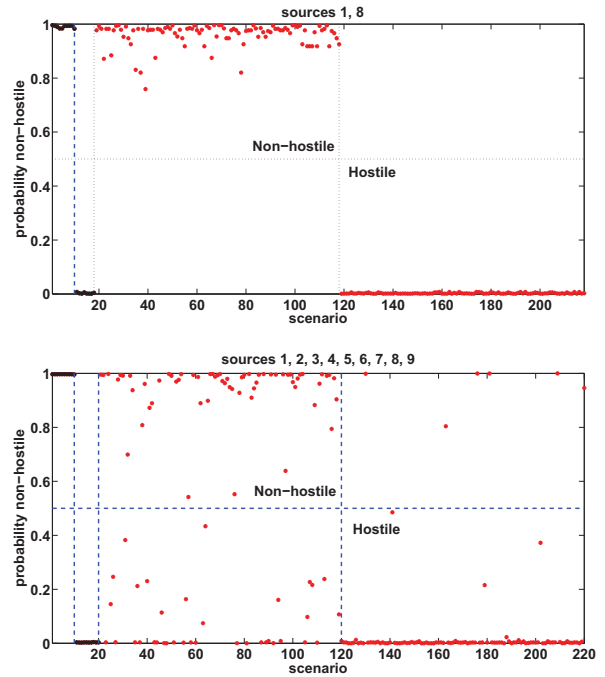 sources 1, 8
probability non-hostile
1
0.8
0.6
0.4
0.2
0
Non-hostile
Hostile
20 40 60 80 100 120 140 160 180 200
scenario
sources 1, 2, 3, 4, 5, 6, 7, 8, 9
probability non-hostile
1
0.8
0.6
0.4
0.2
0
Non-hostile
Hostile
20 40 60 80 100 120 140 160 180 200 220
scenario